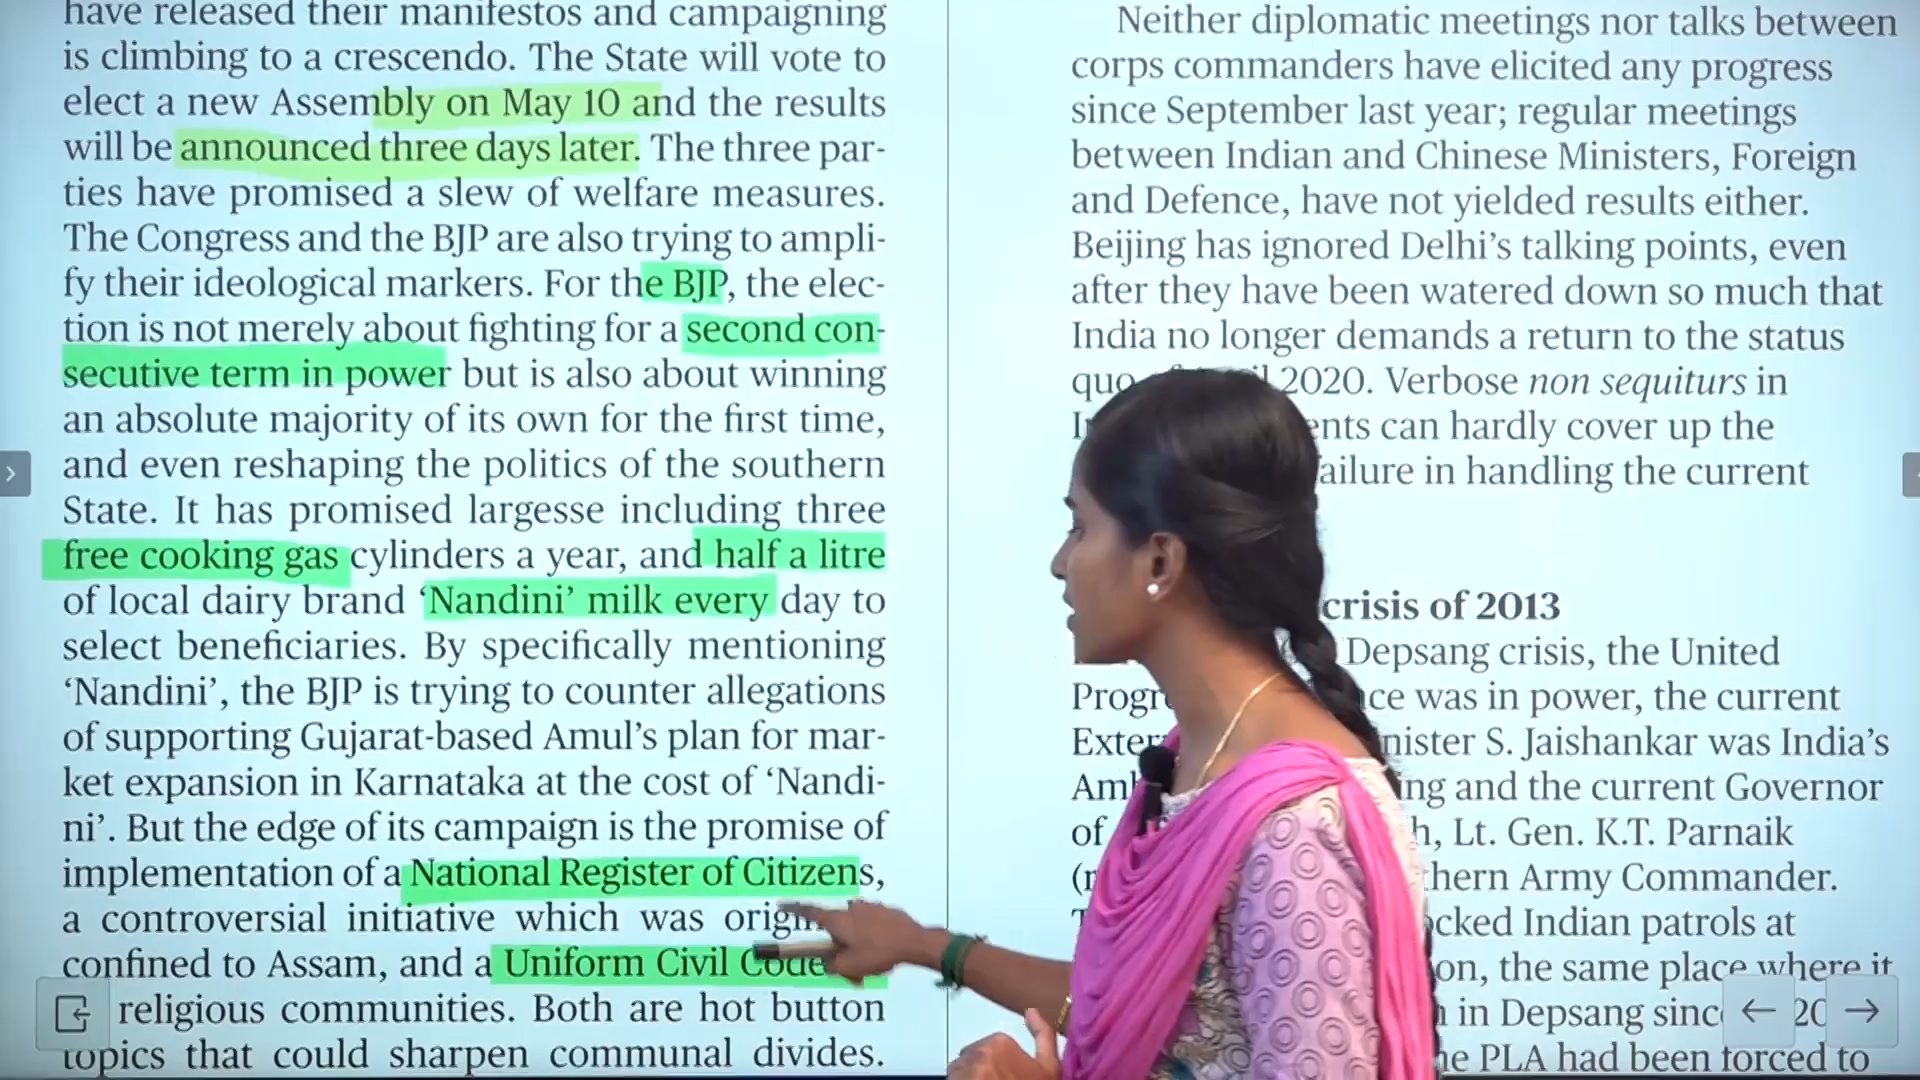 have released their manifestos and campaigning
is climbing to a crescendo. The State will vote to
elect a new Assembly on May 10 and the results
will be announced three days later. The three par-
ties have promised a slew of welfare measures.
The Congress and the BJP are also trying to ampli-
fy their ideological markers. For the BJP, the elec-
tion is not merely about fighting for a second con-
secutive term in power but is also about winning
an absolute majority of its own for the first time,
and even reshaping the politics of the southern
State. It has promised largesse including three
free cooking gas cylinders a year, and half a litre
of local dairy brand ‘Nandini’ milk every day to
select beneficiaries. By specifically mentioning
‘Nandini’, the BJP is trying to counter allegations
of supporting Gujarat-based Amul’s plan for mar-
ket expansion in Karnataka at the cost of ‘Nandi-
ni’. But the edge of its campaign is the promise of
implementation of a National Register of Citizens,
a controversial initiative which was
confined to Assam, and a Uniform Civil Code
religious communities. Both are hot button
topics that could sharpen communal divides.
Neither diplomatic meetings nor talks between
corps commanders have elicited any progress
since September last year; regular meetings
between Indian and Chinese Ministers, Foreign
and Defence, have not yielded results either.
Beijing has ignored Delhi’s talking points, even
after they have been watered down so much that
India no longer demands a return to the status
quo 2020. Verbose non sequiturs in
can hardly cover up the
in handling the current
crisis of 2013
Depsang crisis, the United
was in power, the current
S. Jaishankar was India’s
and the current Governor
of Lt. Gen. K.T. Parnaik
Army Commander.
Indian patrols at
the same place where it
in Depsang
PLA had been forced to